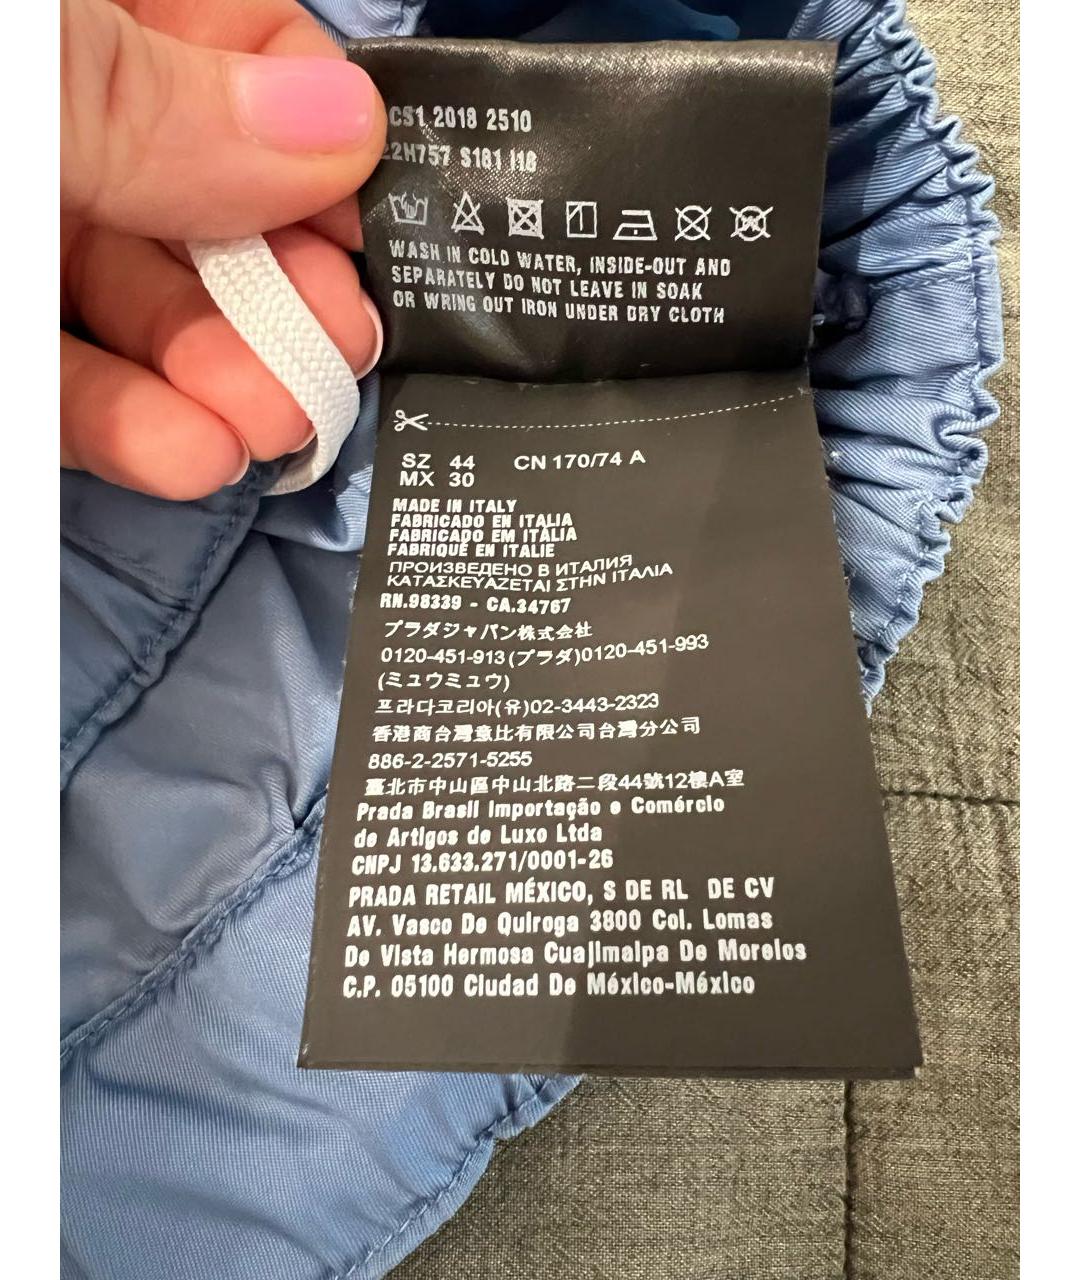 CS1 2018 2510
22H757 S181 I18
WASH IN COLD WATER, INSIDE-OUT AND
SEPARATELY DO NOT LEAVE IN SOAK
OR WRING OUT IRON UNDER DRY CLOTH
SZ 44 CN 170/74 A
MX 30
MADE IN ITALY
FABRICADO EN ITALIA
FABRICADO EM ITÁLIA
FABRIQUÉ EN ITALIE
ПРОИЗВЕДЕНО В ИТАЛИЯ
ΚΑΤΑΣΚΕΥΑΖΕΤΑΙ ΣΤΗΝ ΙΤΑΛΙΑ
RN.98339 - CA.34767
プラダジャパン株式会社
0120-451-913(プラダ)0120-451-993
(ミュウミュウ)
프라다코리아(유)02-3443-2323
香港商台灣意比有限公司台灣分公司
886-2-2571-5255
臺北市中山區中山北路二段44號12樓A室
Prada Brasil Importação e Comércio
de Artigos de Luxo Ltda
CNPJ 13.633.271/0001-26
PRADA RETAIL MÉXICO, S DE RL DE CV
AV. Vasco De Quiroga 3800 Col. Lomas
De Vista Hermosa Cuajimalpa De Morelos
C.P. 05100 Ciudad De México-México